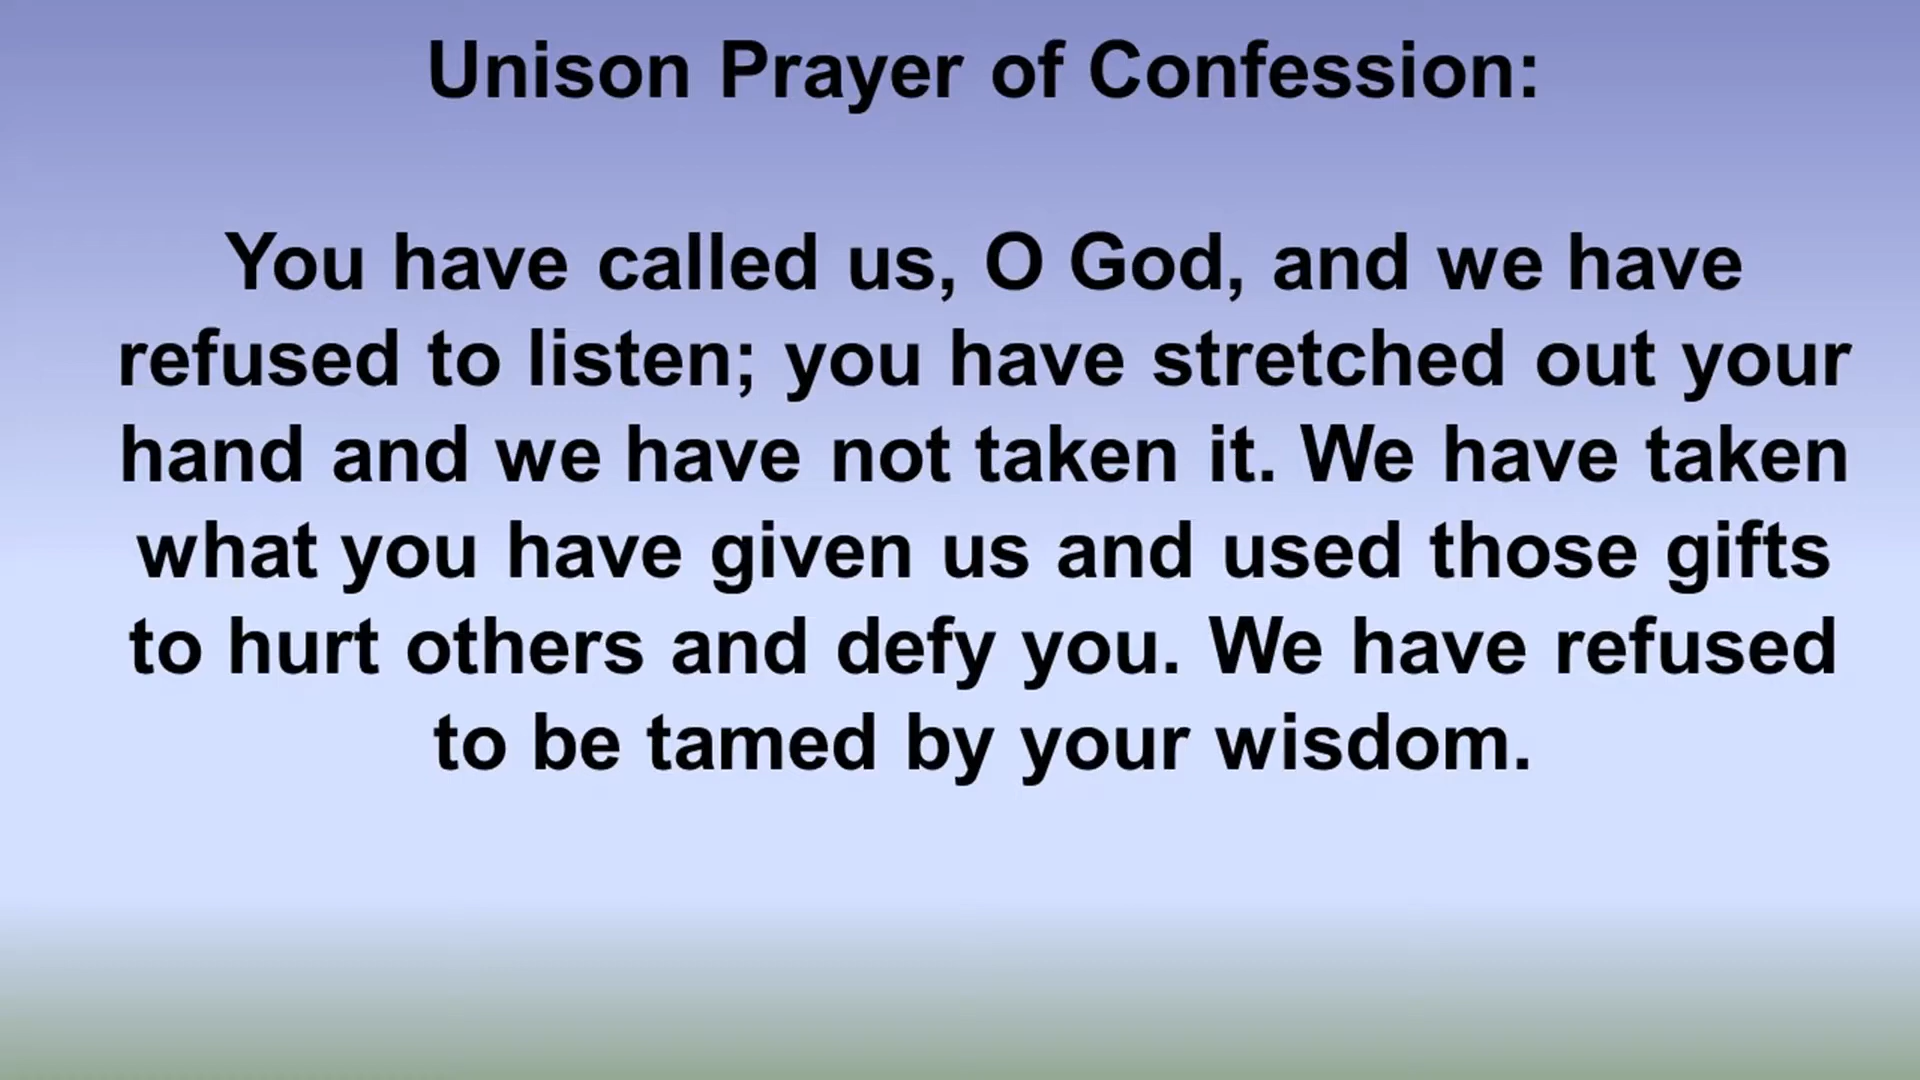 Unison Prayer of Confession:
You have called us, O God, and we have
refused to listen; you have stretched out your
hand and we have not taken it. We have taken
what you have given us and used those gifts
to hurt others and defy you. We have refused
to be tamed by your wisdom.